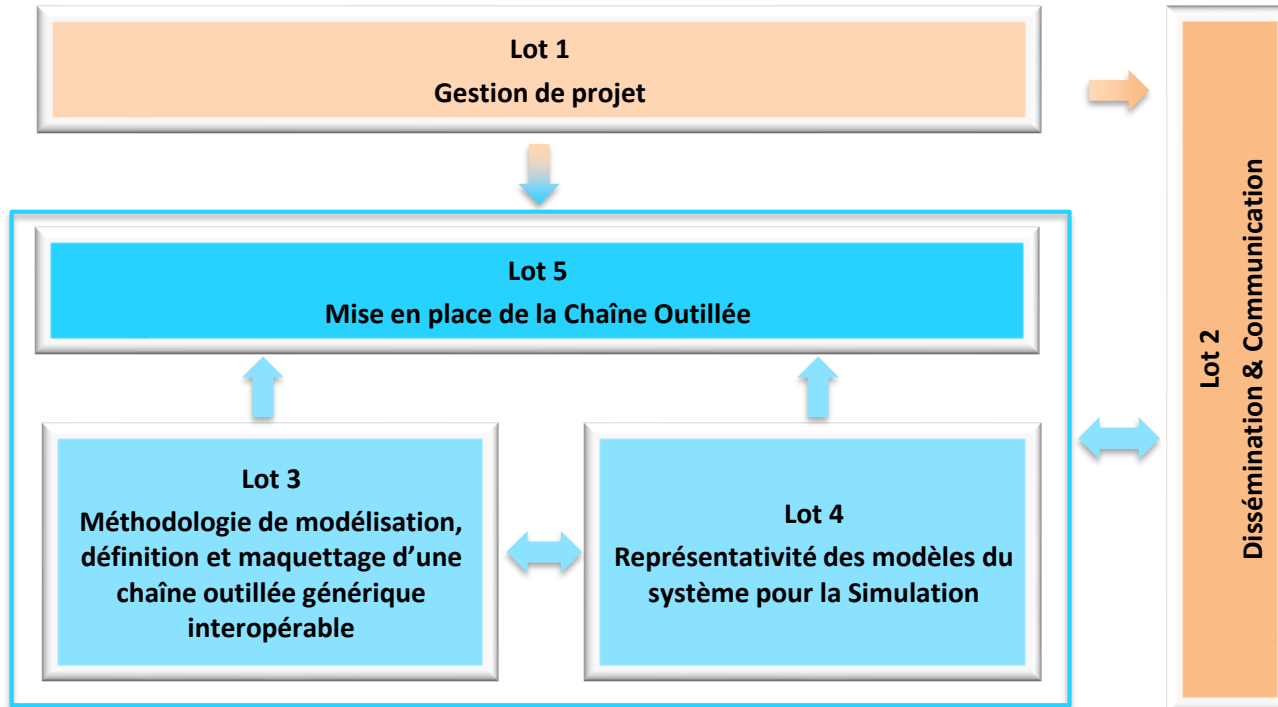 Lot 1
Gestion de projet
Lot 5
Mise en place de la Chaîne Outillée
Lot 3
Méthodologie de modélisation,
définition et maquettage d’une
chaîne outillée générique
interopérable
Lot 4
Représentativité des modèles du
système pour la Simulation
Lot 2
Dissémination & Communication